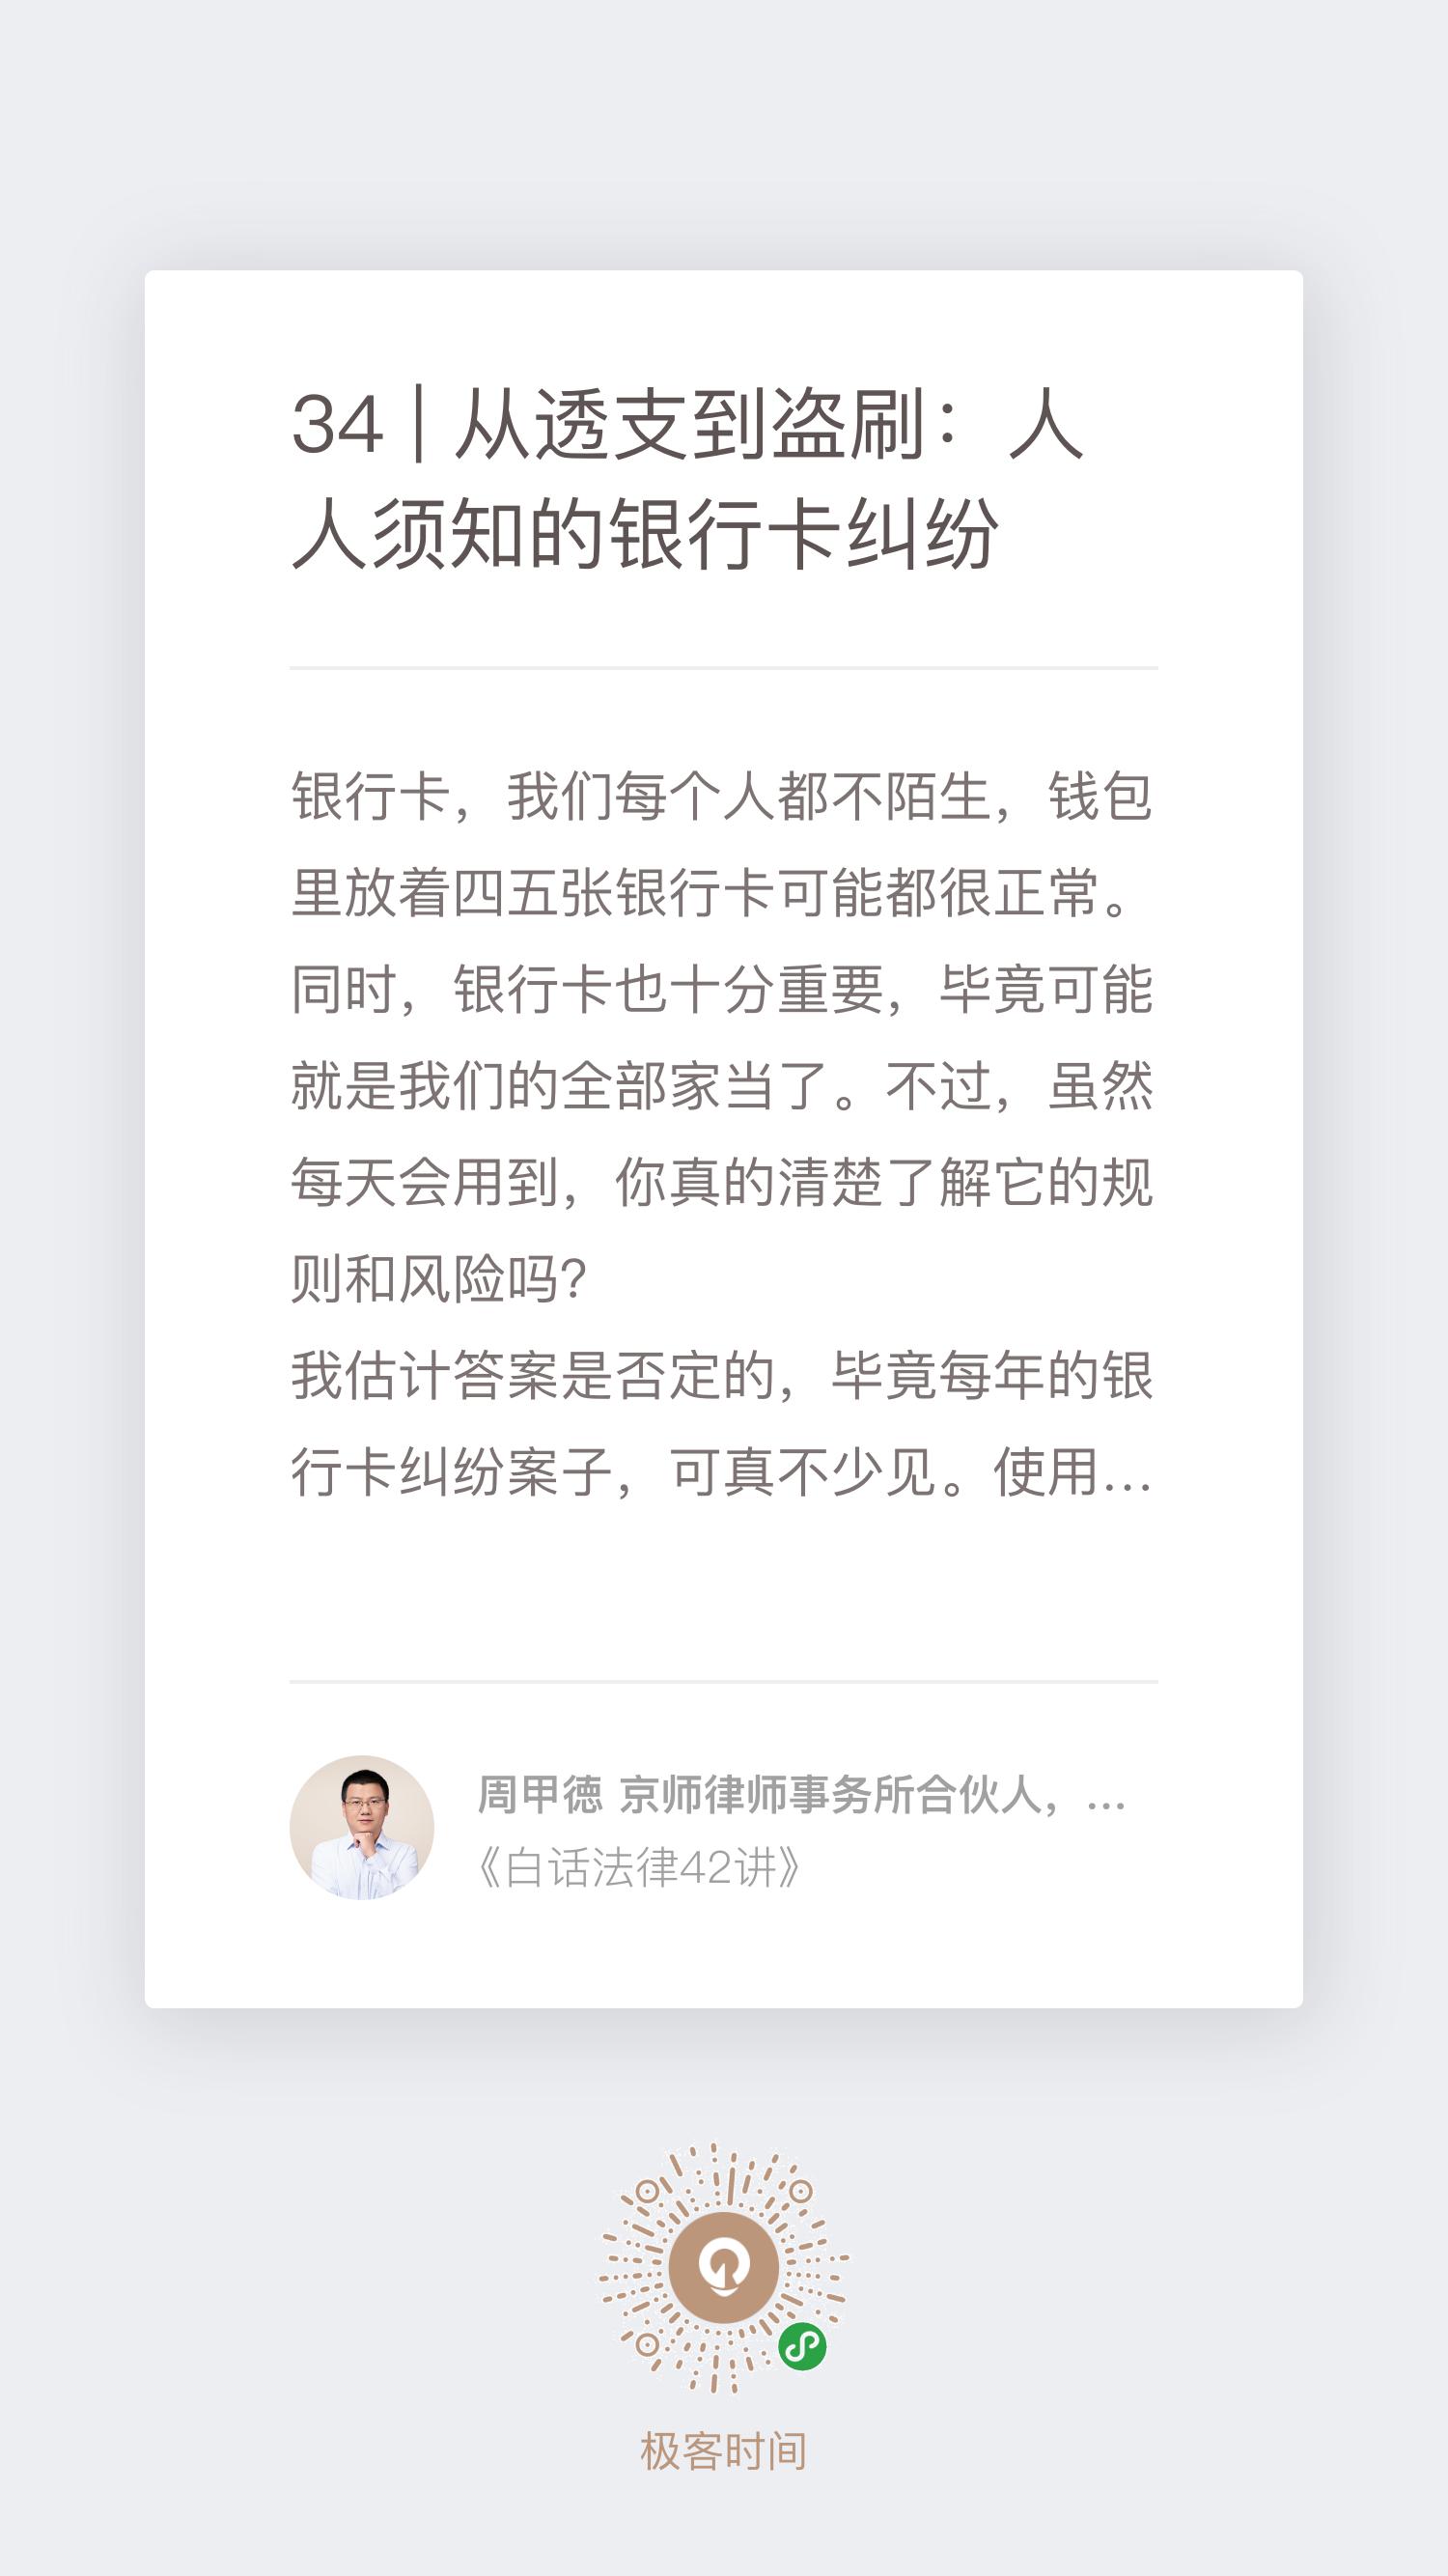 34 | 从透支到盗刷：人
人须知的银行卡纠纷
银行卡，我们每个人都不陌生，钱包
里放着四五张银行卡可能都很正常。
同时，银行卡也十分重要，毕竟可能
就是我们的全部家当了。不过，虽然
每天会用到，你真的清楚了解它的规
则和风险吗？
我估计答案是否定的，毕竟每年的银
行卡纠纷案子，可真不少见。使用...
周甲德 京师律师事务所合伙人，...
《白话法律42讲》
极客时间